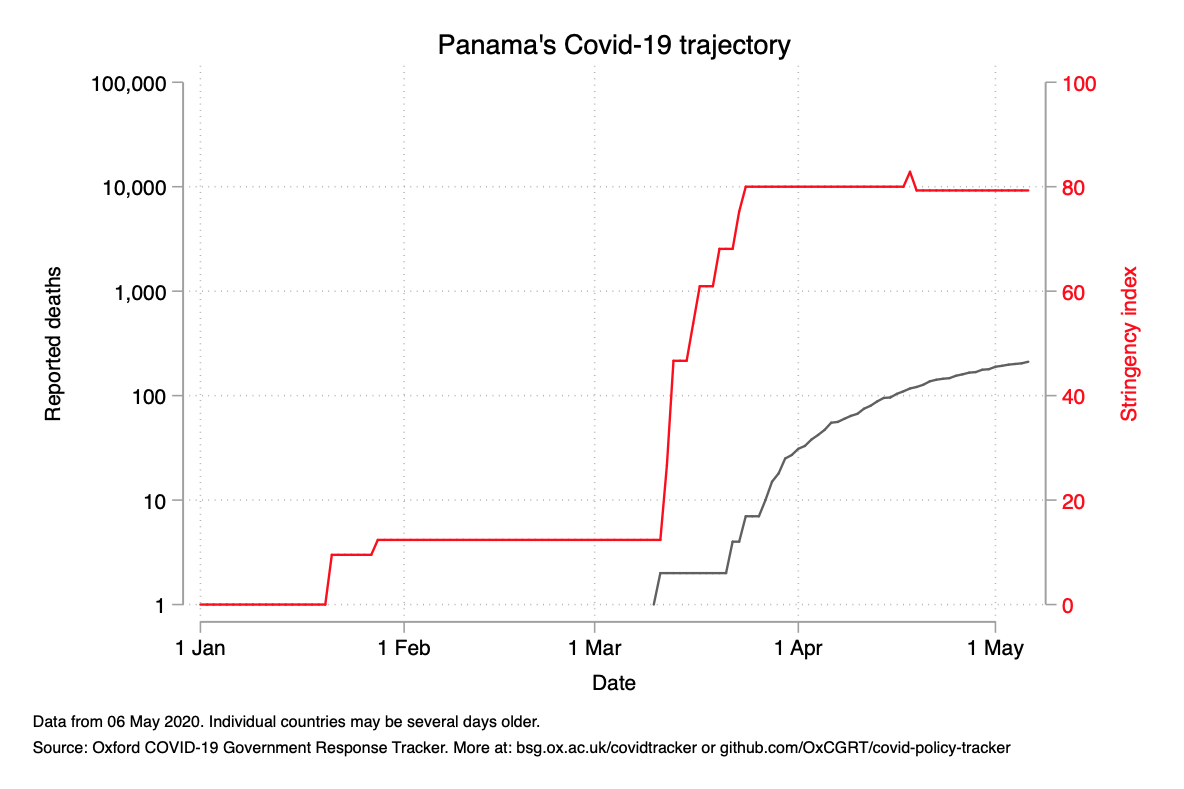 Panama's Covid-19 trajectory
100,000
10,000
1,000
100
10
1
Reported deaths
100
80
60
40
20
0
Stringency index
1 Jan
1 Feb
1 Mar
1 Apr
1 May
Date
Data from 06 May 2020. Individual countries may be several days older.
Source: Oxford COVID-19 Government Response Tracker. More at: bsg.ox.ac.uk/covidtracker or github.com/OxCGRT/covid-policy-tracker